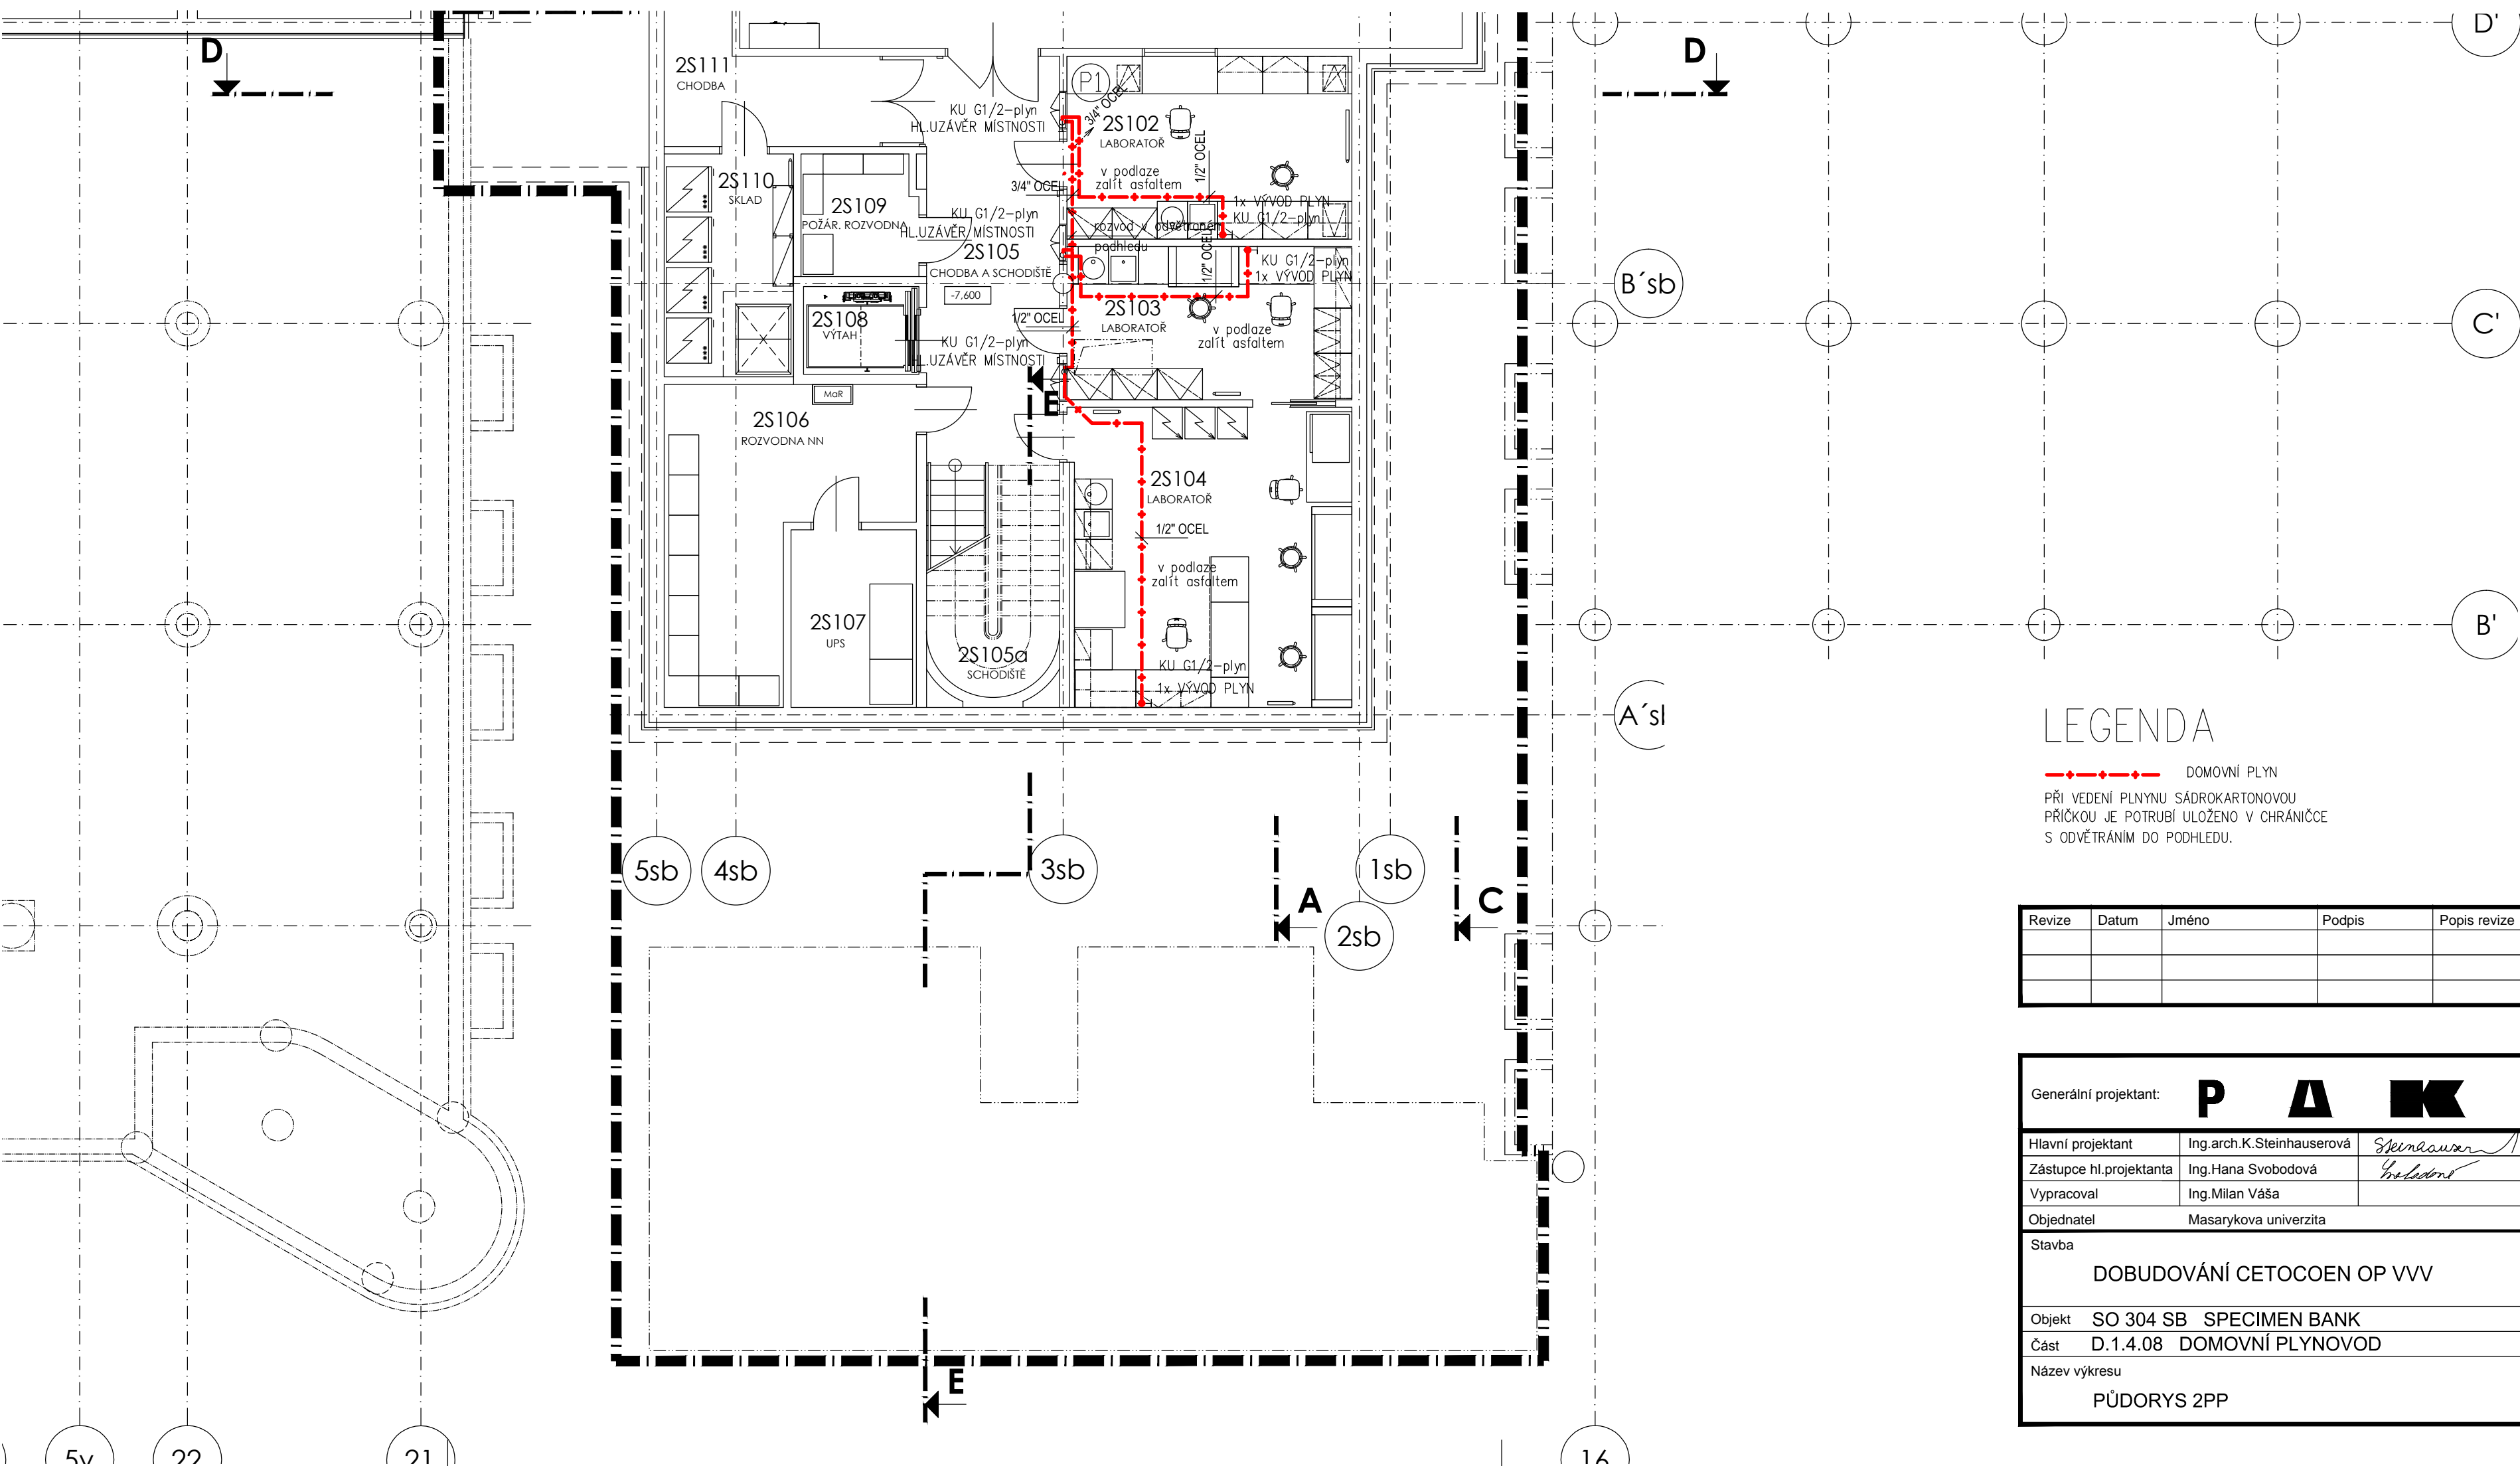 D
D
D'
2S111
CHODBA
P1
3/4" OCEL
KU G1/2-plyn
HL.UZÁVĚR MÍSTNOSTI
2S102
LABORATOŘ
1/2" OCEL
v podlaze
zalít asfaltem
3/4" OCEL
2S110
SKLAD
2S109
POŽÁR. ROZVODNA
KU G1/2-plyn
HL.UZÁVĚR MÍSTNOSTI
1x VÝVOD PLYN
KU G1/2-plyn
rozvod v odvětraném
podhledu
2S105
CHODBA A SCHODIŠTĚ
-7,600
1/2" OCEL
KU G1/2-plyn
1x VÝVOD PLYN
B´sb
2S108
VÝTAH
1/2" OCEL
2S103
LABORATOŘ
v podlaze
zalít asfaltem
C'
KU G1/2-plyn
HL.UZÁVĚR MÍSTNOSTI
E
MaR
2S106
ROZVODNA NN
2S104
LABORATOŘ
1/2" OCEL
v podlaze
zalít asfaltem
2S107
UPS
2S105a
SCHODIŠTĚ
KU G1/2-plyn
1x VÝVOD PLYN
B'
A´sl
5sb
4sb
3sb
1sb
2sb
A
C
E
5v
22
21
16
LEGENDA
DOMOVNÍ PLYN
PŘI VEDENÍ PLNYNU SÁDROKARTONOVOU
PŘÍČKOU JE POTRUBÍ ULOŽENO V CHRÁNIČCE
S ODVĚTRÁNÍM DO PODHLEDU.
Revize Datum Jméno Podpis Popis revize
Generální projektant: P A K
Hlavní projektant Ing.arch.K.Steinhauserová
Zástupce hl.projektanta Ing.Hana Svobodová
Vypracoval Ing.Milan Váša
Objednatel Masarykova univerzita
Stavba
DOBUDOVÁNÍ CETOCOEN OP VVV
Objekt SO 304 SB SPECIMEN BANK
Část D.1.4.08 DOMOVNÍ PLYNOVOD
Název výkresu
PŮDORYS 2PP